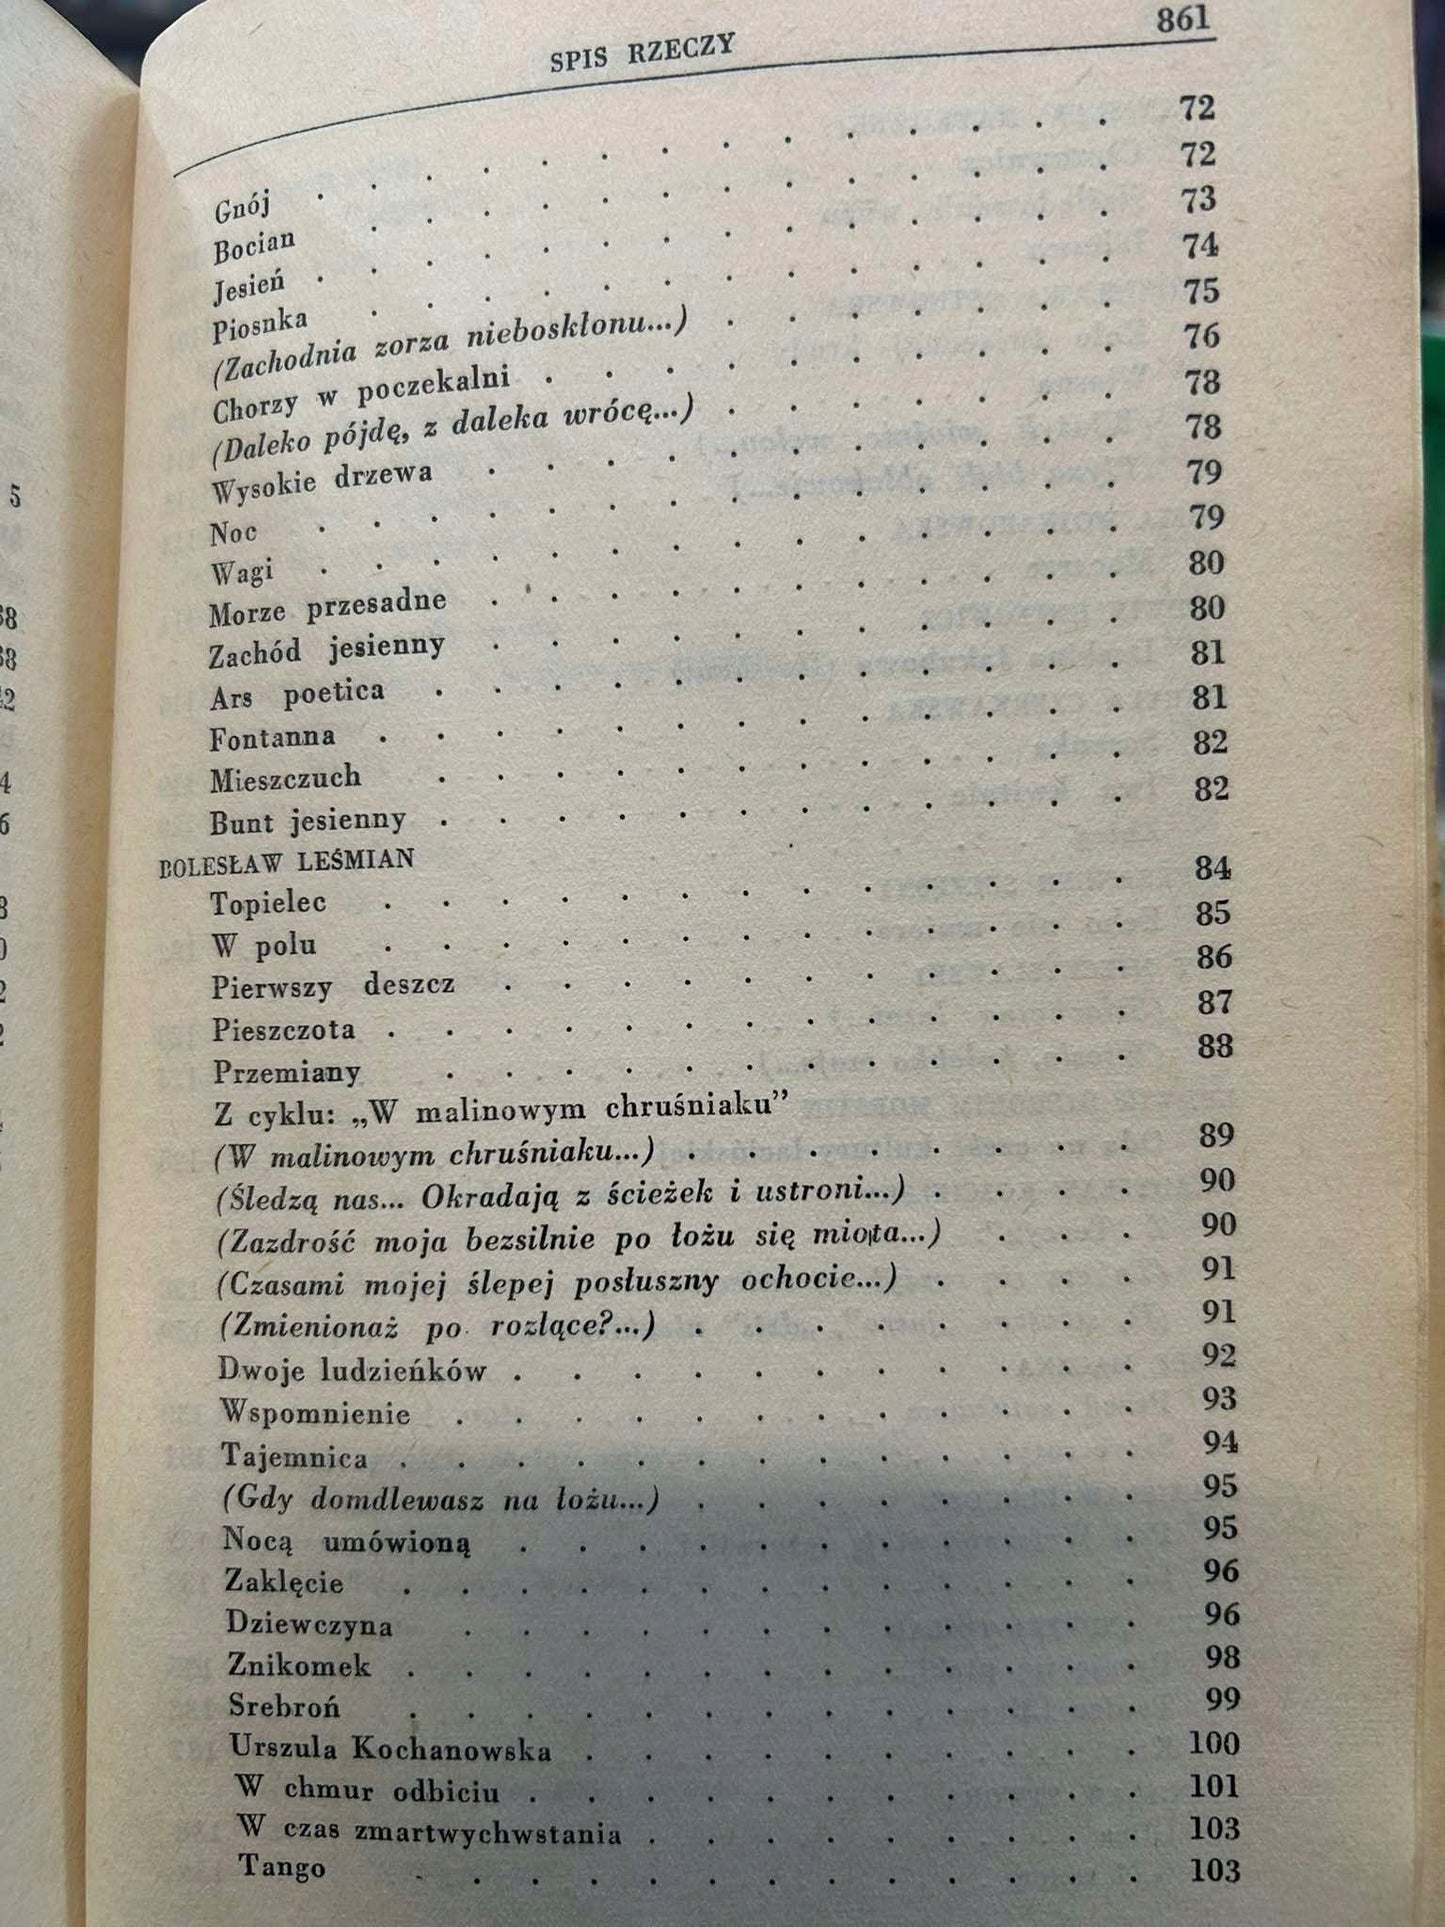 SPIS RZECZY 861
Gnój . . . . . . . . . . . . . . 72
Bocian . . . . . . . . . . . . . 72
Jesień . . . . . . . . . . . . . 73
Piosnka . . . . . . . . . . . . . 74
(Zachodnia zorza nieboskłonu...) . . . . . . . 75
Chorzy w poczekalni . . . . . . . . . . 76
(Daleko pójdę, z daleka wrócę...) . . . . . . . 78
Wysokie drzewa . . . . . . . . . . . 78
Noc . . . . . . . . . . . . . . 79
Wagi . . . . . . . . . . . . . . 79
Morze przesadne . . . . . . . . . . . 80
Zachód jesienny . . . . . . . . . . . 80
Ars poetica . . . . . . . . . . . . 81
Fontanna . . . . . . . . . . . . . 81
Mieszczuch . . . . . . . . . . . . 82
Bunt jesienny . . . . . . . . . . . . 82
BOLESŁAW LEŚMIAN
Topielec . . . . . . . . . . . . . 84
W polu . . . . . . . . . . . . . 85
Pierwszy deszcz . . . . . . . . . . . 86
Pieszczota . . . . . . . . . . . . . 87
Przemiany . . . . . . . . . . . . 88
Z cyklu: „W malinowym chruśniaku”
(W malinowym chruśniaku...) . . . . . . . . 89
(Śledzą nas... Okradają z ścieżek i ustroni...) . . . . 90
(Zazdrość moja bezsilnie po łożu się miota...) . . . 90
(Czasami mojej ślepej posłuszny ochocie...) . . . . 91
(Zmienionaż po rozłące?...) . . . . . . . . 91
Dwoje ludzieńków . . . . . . . . . . . 92
Wspomnienie . . . . . . . . . . . . 93
Tajemnica . . . . . . . . . . . . . 94
(Gdy domdlewasz na łożu...) . . . . . . . . 95
Nocą umówioną . . . . . . . . . . . 95
Zaklęcie . . . . . . . . . . . . . 96
Dziewczyna . . . . . . . . . . . . 96
Znikomek . . . . . . . . . . . . . 98
Srebroń . . . . . . . . . . . . . 99
Urszula Kochanowska . . . . . . . . . . 100
W chmur odbiciu . . . . . . . . . . . 101
W czas zmartwychwstania . . . . . . . . . 103
Tango . . . . . . . . . . . . . 103